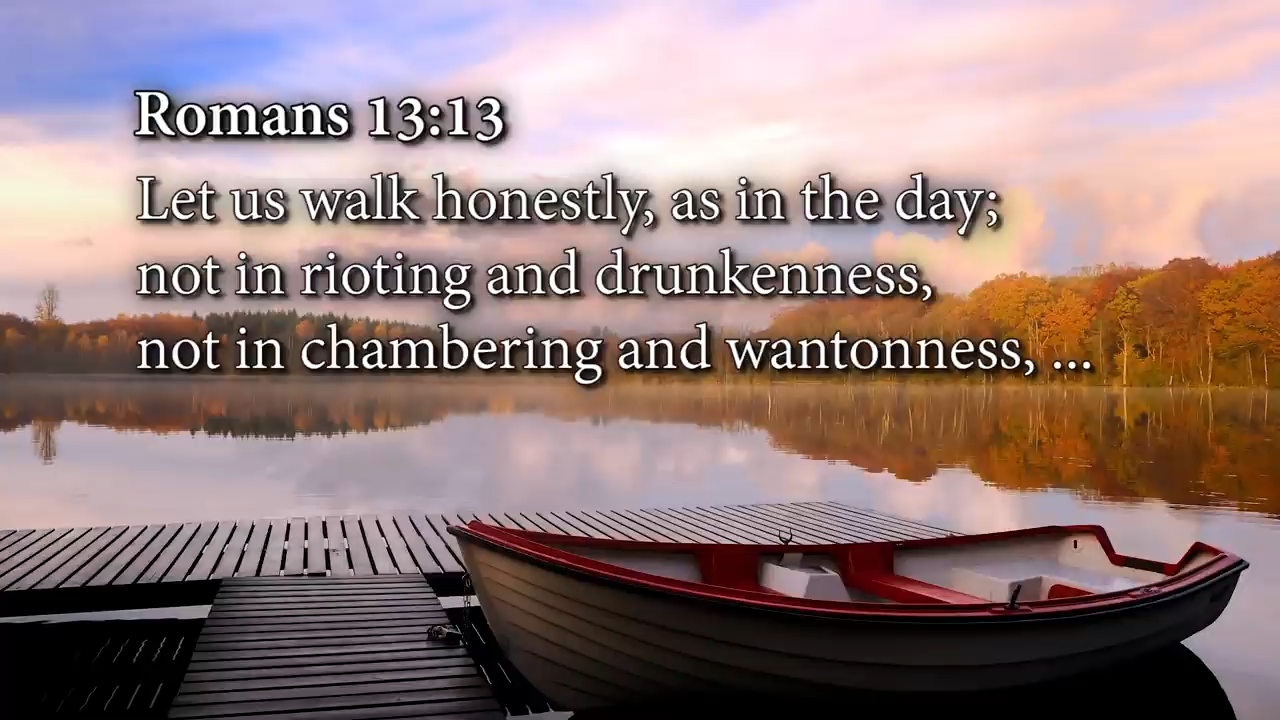 Romans 13:13
Let us walk honestly, as in the day;
not in rioting and drunkenness,
not in chambering and wantonness, ...